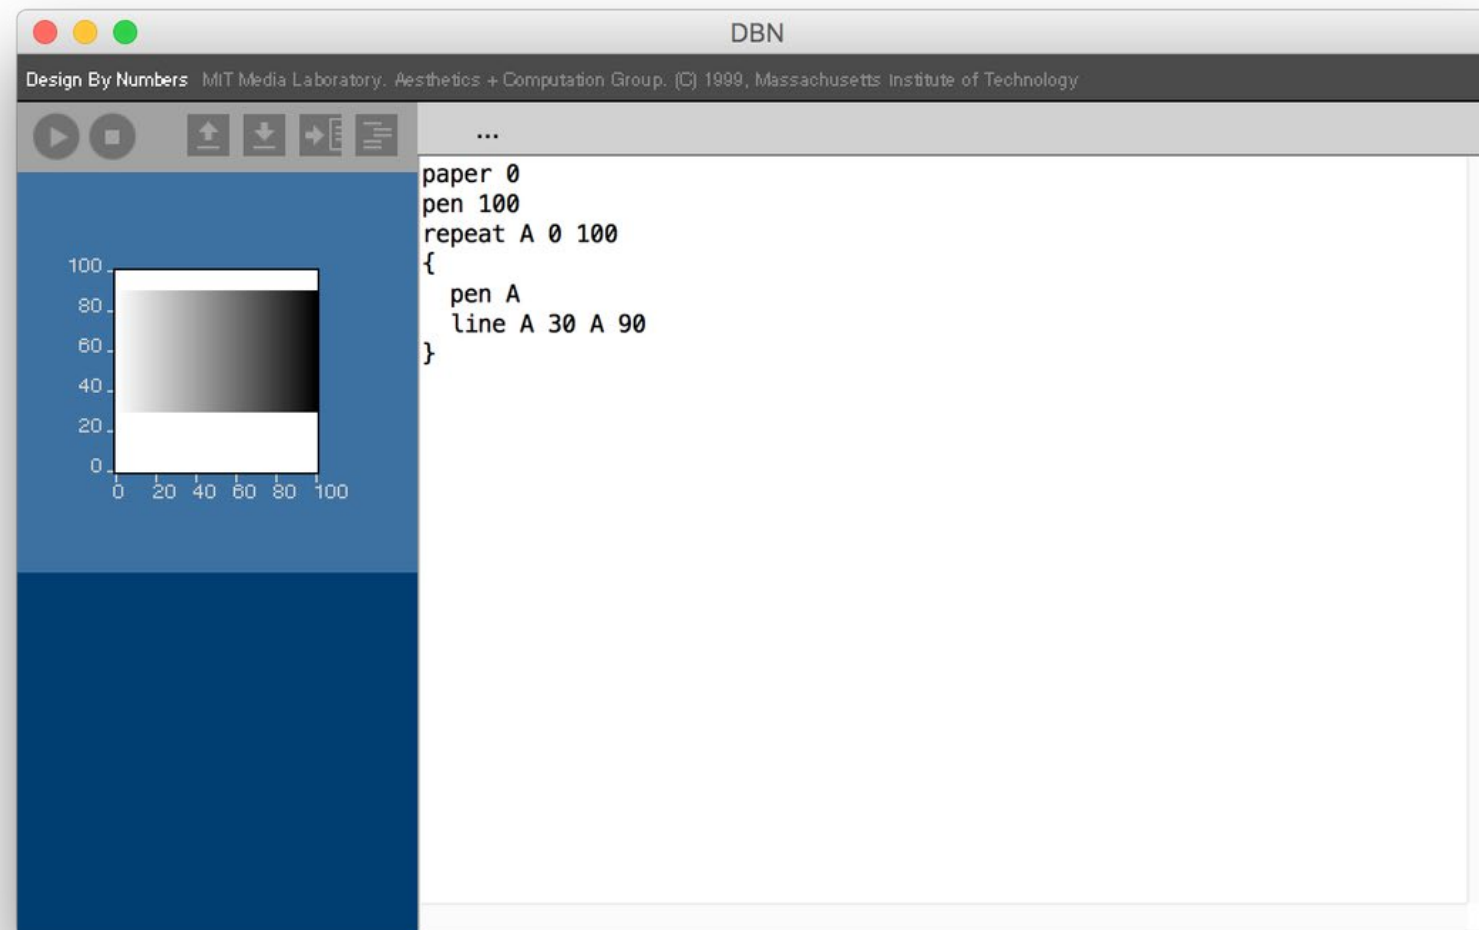 DBN
Design By Numbers MIT Media Laboratory. Aesthetics + Computation Group. (C) 1999, Massachusetts Institute of Technology
...
paper 0
pen 100
repeat A 0 100
{
  pen A
  line A 30 A 90
}
100
80
60
40
20
0
0 20 40 60 80 100